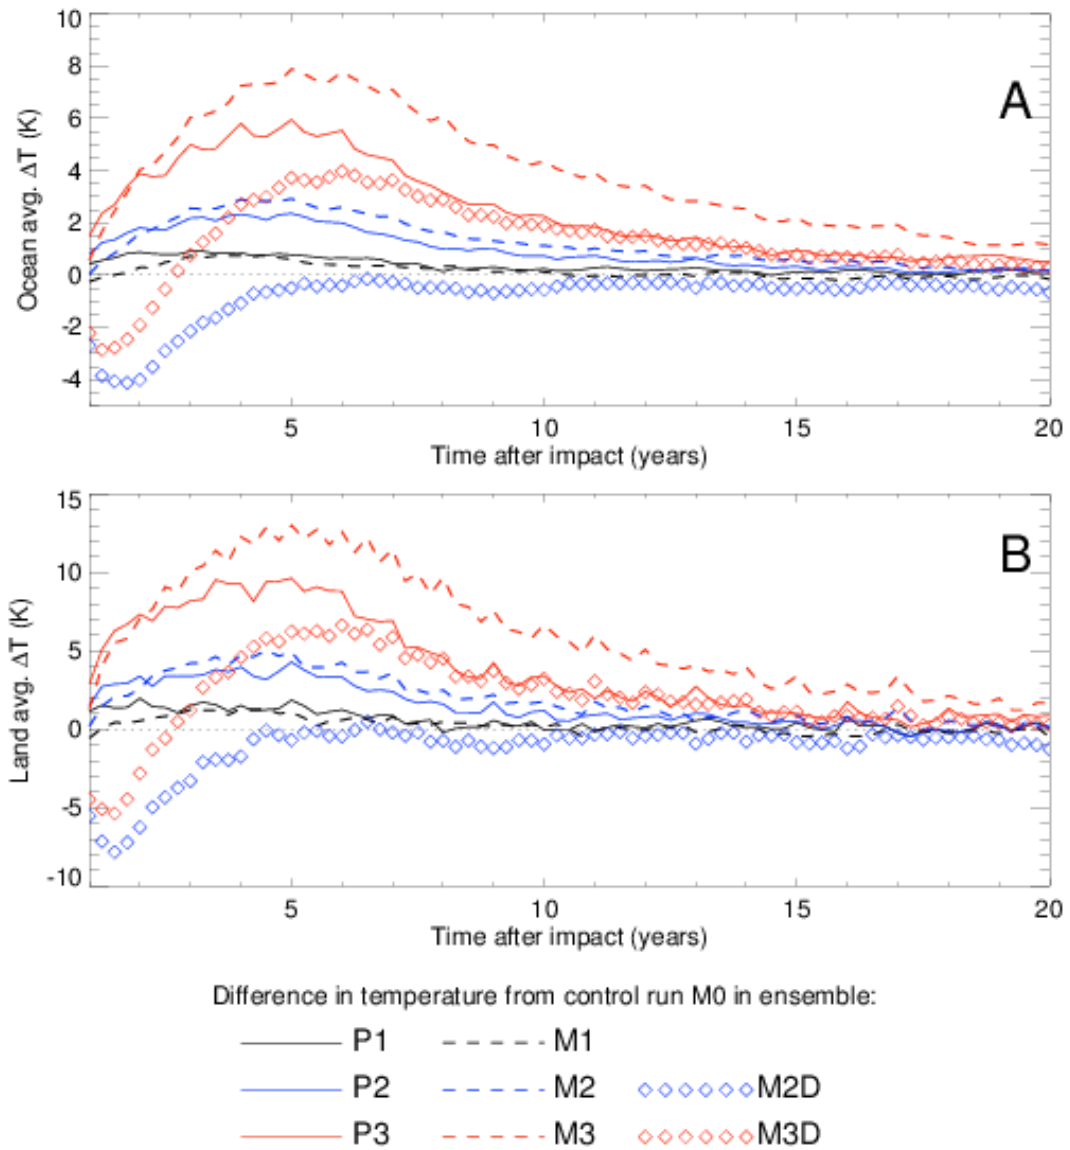 10
8
6
4
2
0
-2
-4
Ocean avg. ΔT (K)
A
5 10 15 20
Time after impact (years)
15
10
5
0
-5
-10
Land avg. ΔT (K)
B
5 10 15 20
Time after impact (years)
Difference in temperature from control run M0 in ensemble:
P1 M1
P2 M2 M2D
P3 M3 M3D